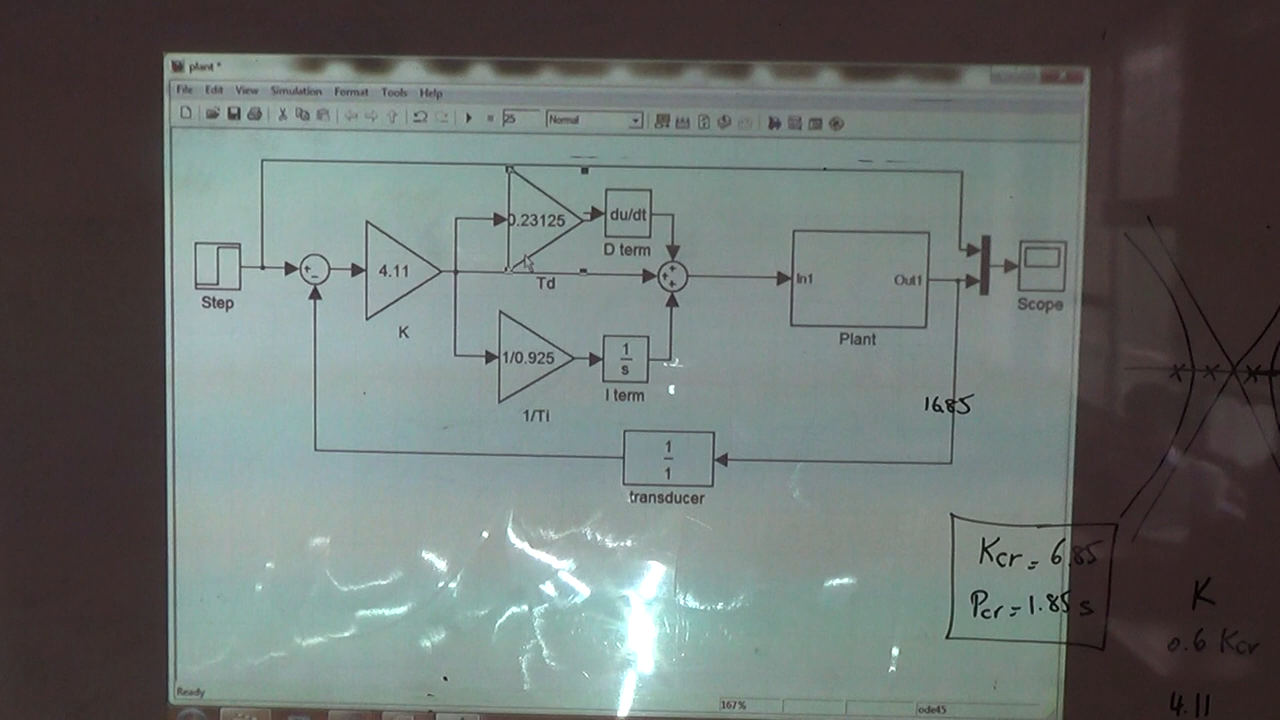 plant *
File Edit View Simulation Format Tools Help
25 Normal
0.23125
du/dt
D term
Step
4.11
K
Td
In1 Out1
Plant
Scope
1/0.925
1/Ti
1
s
I term
16.85
1
1
transducer
Kcr = 6.85
Pcr = 1.85 s
K
0.6 Kcr
4.11
Ready
167%
ode45